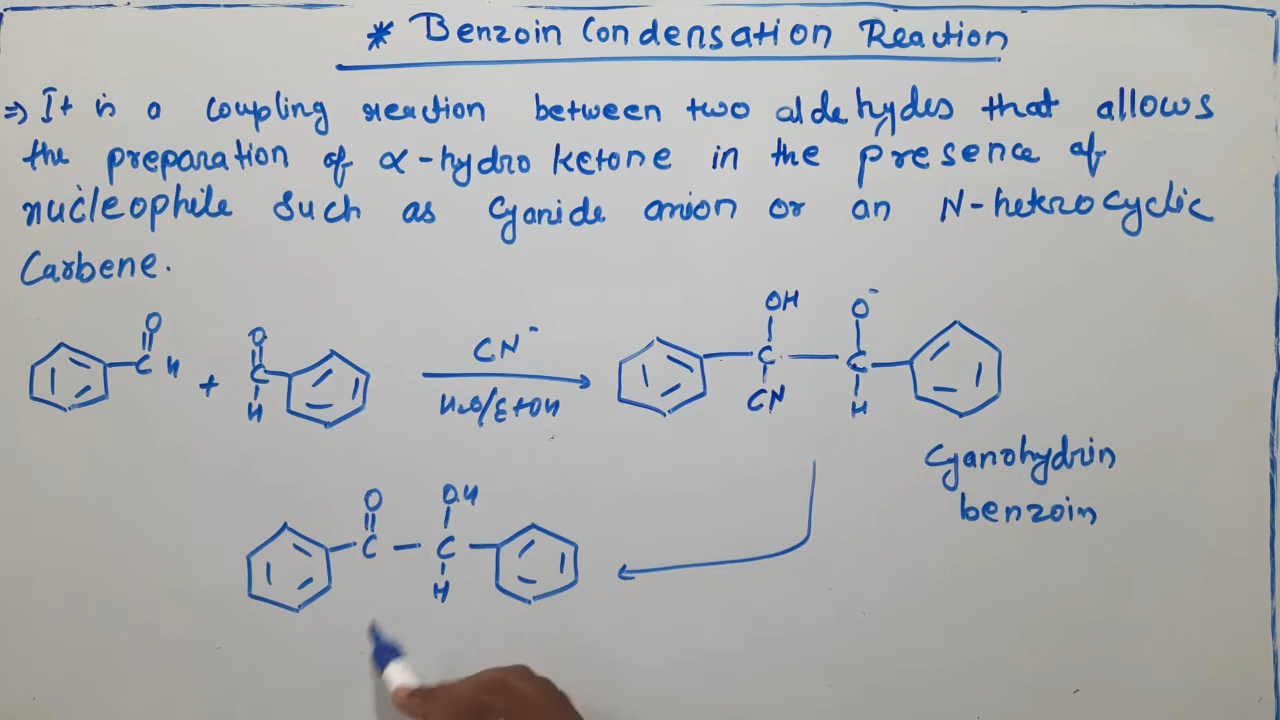 * Benzoin Condensation Reaction
⇒ It is a coupling reaction between two aldehydes that allows
the preparation of α-hydro ketone in the presence of
nucleophile such as Cyanide anion or an N-heterocyclic
Carbene.
O
C H
+
O
C
H
CN⁻
H₂O/EtOH
OH O⁻
C C
CN H
Cyanohydrin
benzoin
O OH
C C
H